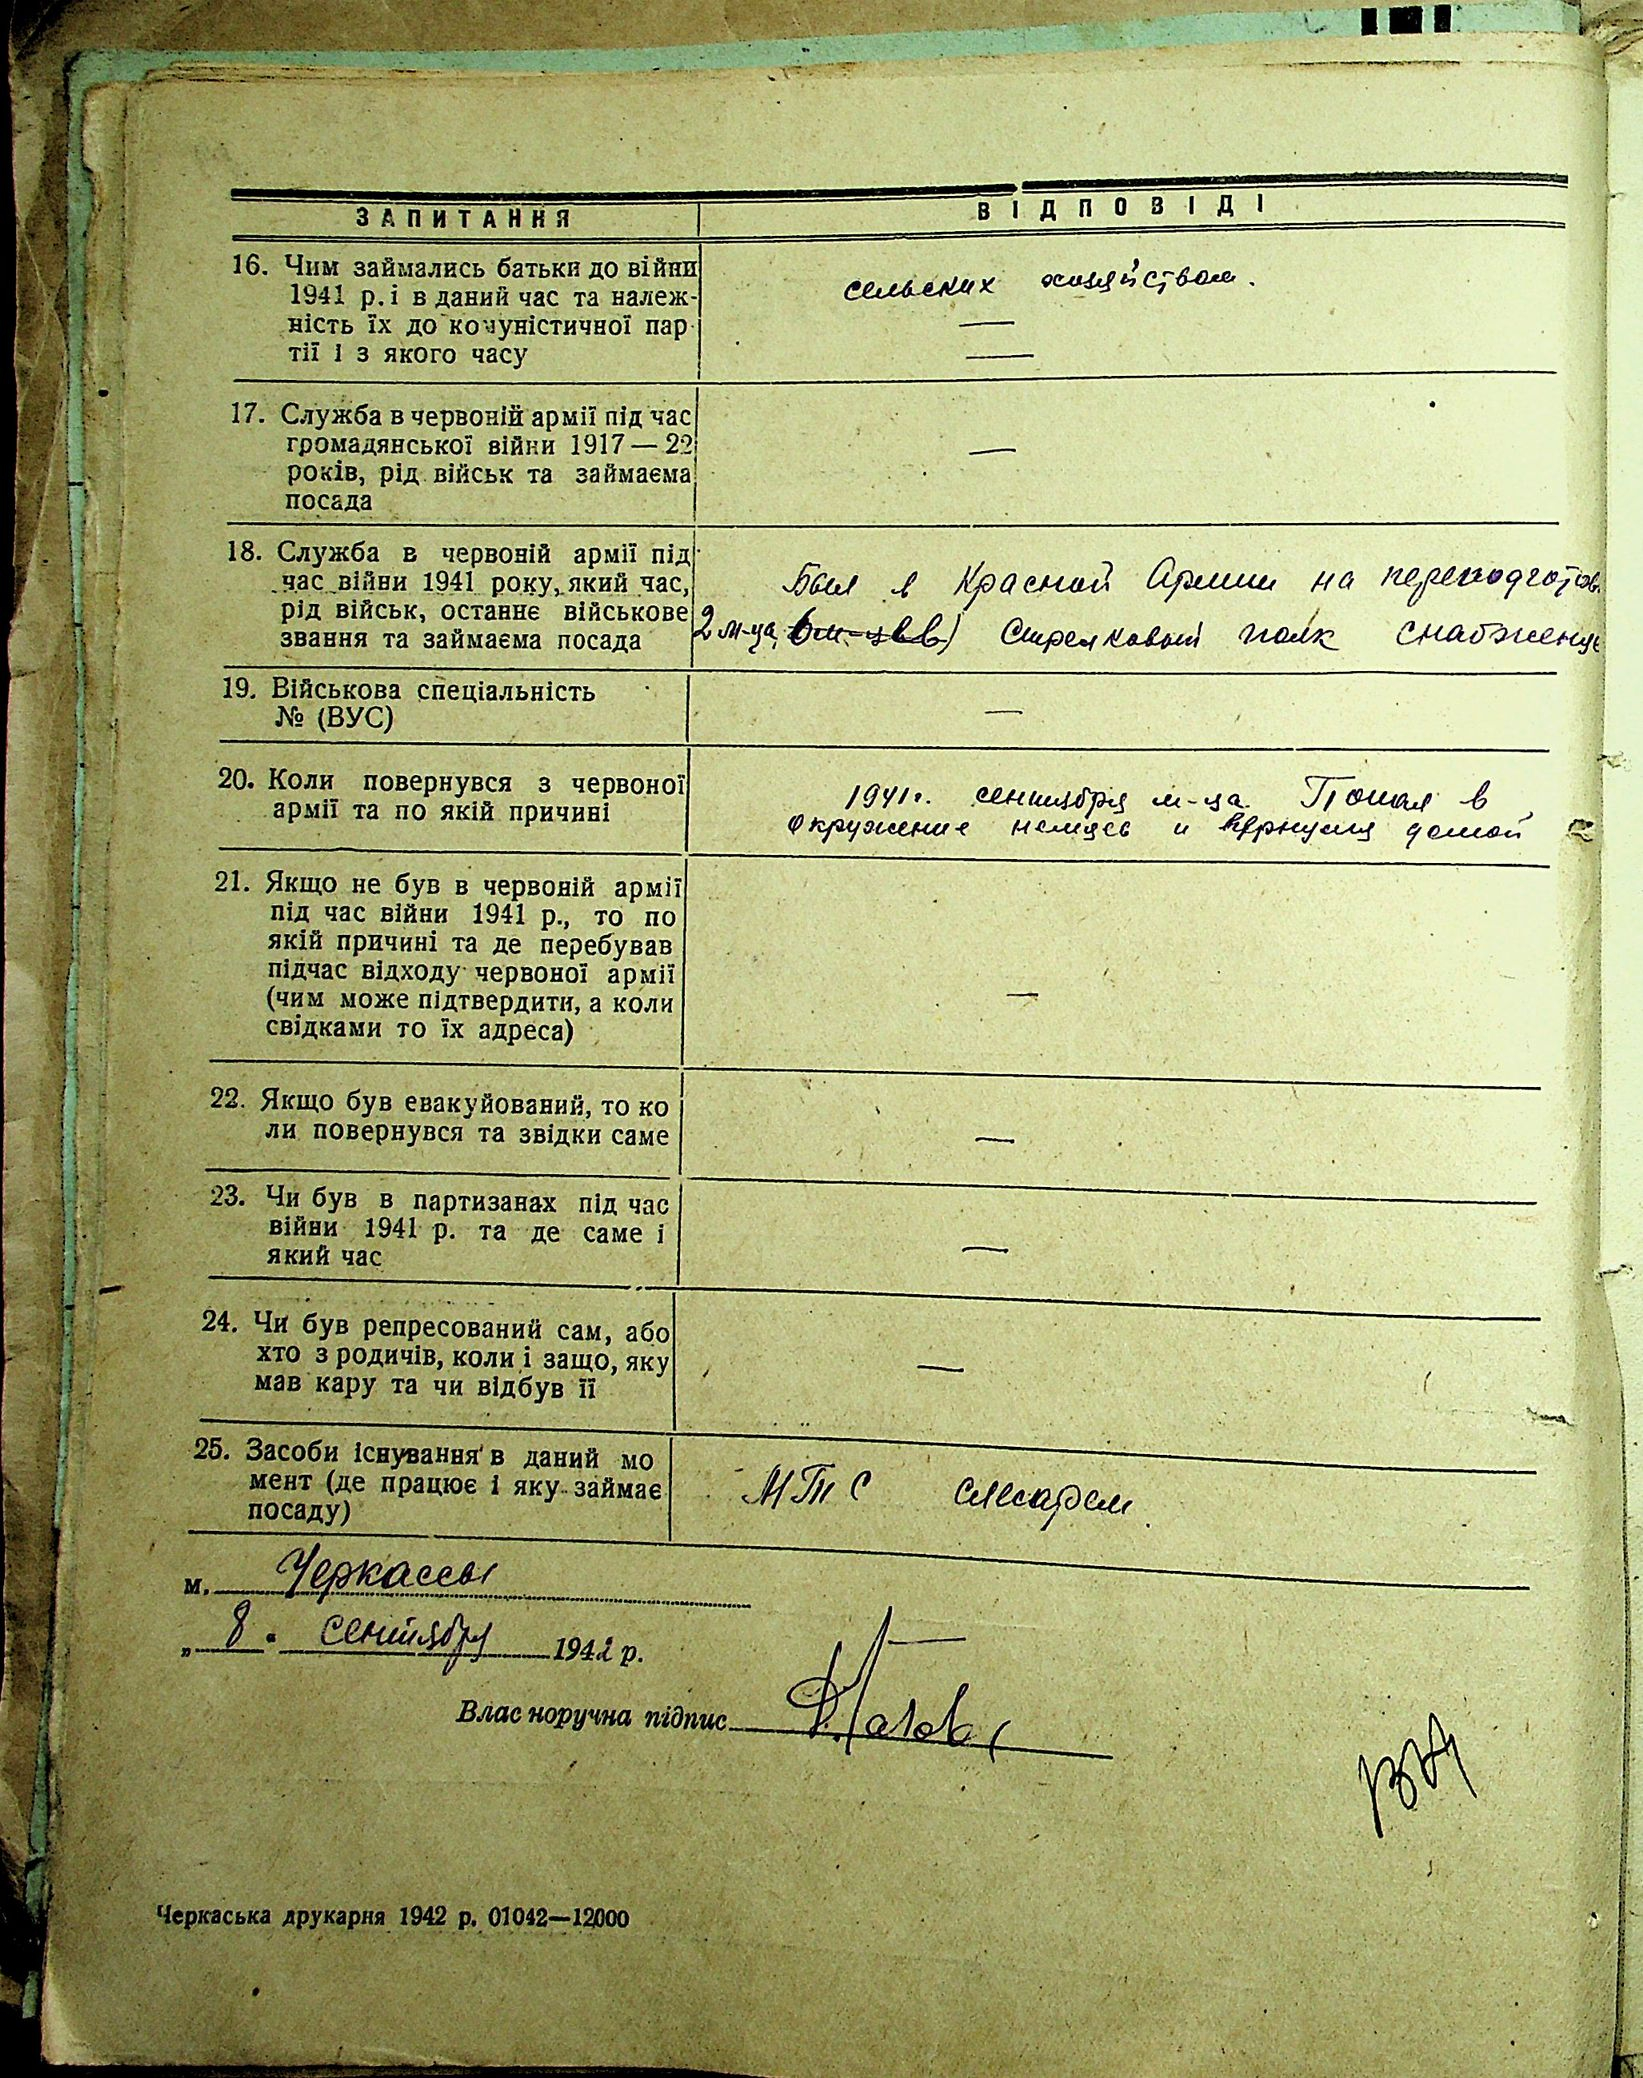 ЗАПИТАННЯ
ВІДПОВІДІ
16. Чим займались батьки до війни
1941 р. і в даний час та належ-
ність їх до комуністичної пар-
тії і з якого часу
сельских хозяйством.
—
—
17. Служба в червоній армії під час
громадянської війни 1917 — 22
років, рід військ та займаєма
посада
—
18. Служба в червоній армії під
час війни 1941 року, який час,
рід військ, останнє військове
звання та займаєма посада
Был в Красной Армии на переподготов.
2 м-ца, Стрелковый полк
19. Військова спеціальність
№ (ВУС)
—
20. Коли повернувся з червоної
армії та по якій причині
1941 г. сентября м-ца. Попал в
окружение немцев и вернулся домой
21. Якщо не був в червоній армії
під час війни 1941 р., то по
якій причині та де перебував
підчас відходу червоної армії
(чим може підтвердити, а коли
свідками то їх адреса)
—
22. Якщо був евакуйований, то ко
ли повернувся та звідки саме
—
23. Чи був в партизанах під час
війни 1941 р. та де саме і
який час
—
24. Чи був репресований сам, або
хто з родичів, коли і защо, яку
мав кару та чи відбув її
—
25. Засоби існування в даний мо
мент (де працює і яку займає
посаду)
МТС слесарем
м. Черкассы
„ 8 " сентября 1942 р.
Власноручна підпис
Черкаська друкарня 1942 р. 01042—12000